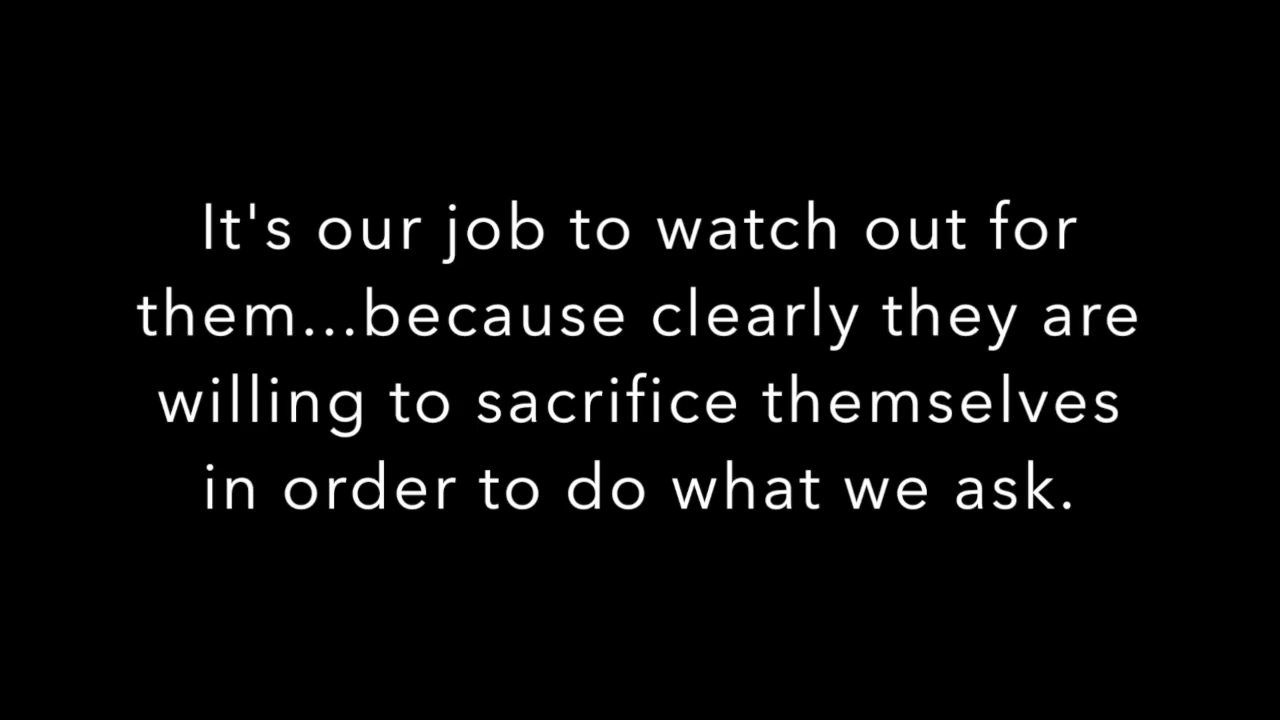 It's our job to watch out for
them...because clearly they are
willing to sacrifice themselves
in order to do what we ask.